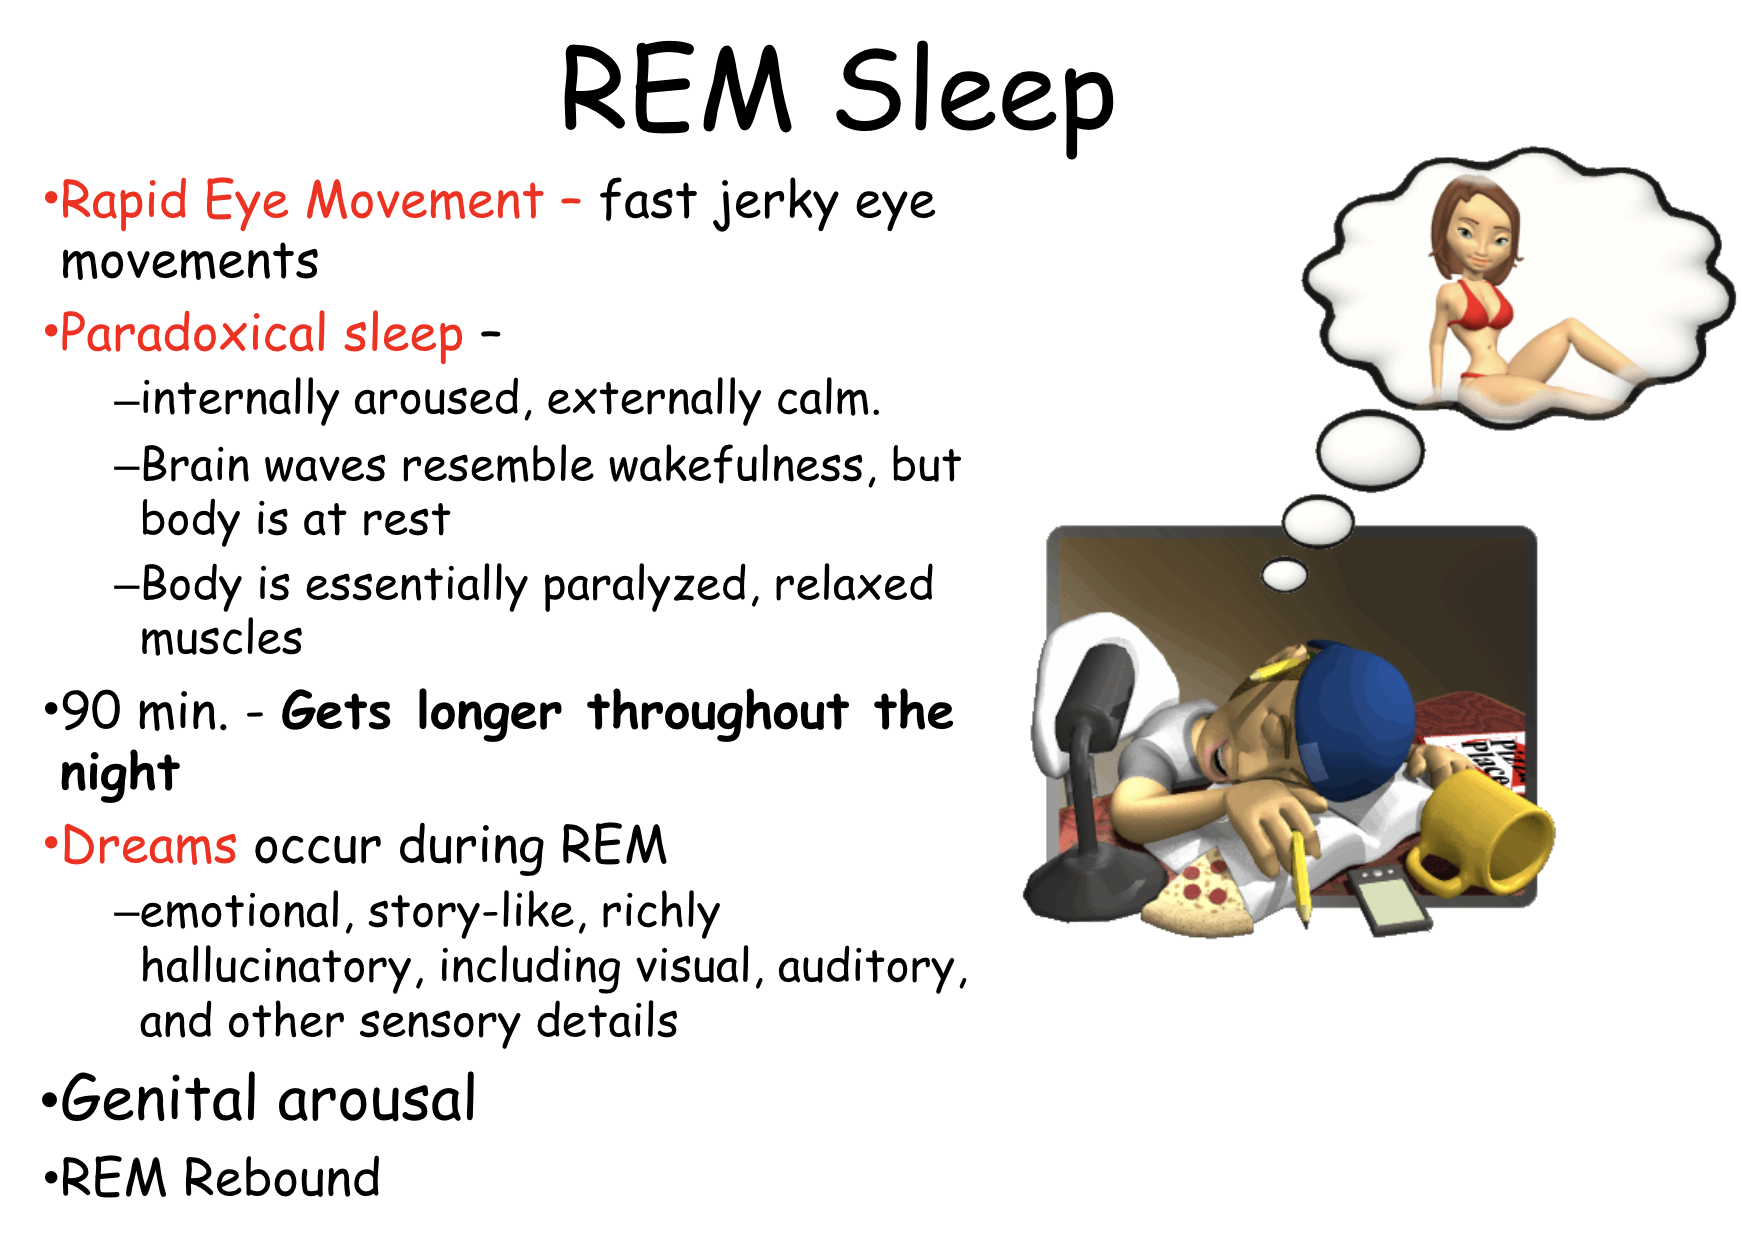 REM Sleep
•Rapid Eye Movement – fast jerky eye
movements
•Paradoxical sleep –
–internally aroused, externally calm.
–Brain waves resemble wakefulness, but
body is at rest
–Body is essentially paralyzed, relaxed
muscles
•90 min. - Gets longer throughout the
night
•Dreams occur during REM
–emotional, story-like, richly
hallucinatory, including visual, auditory,
and other sensory details
•Genital arousal
•REM Rebound